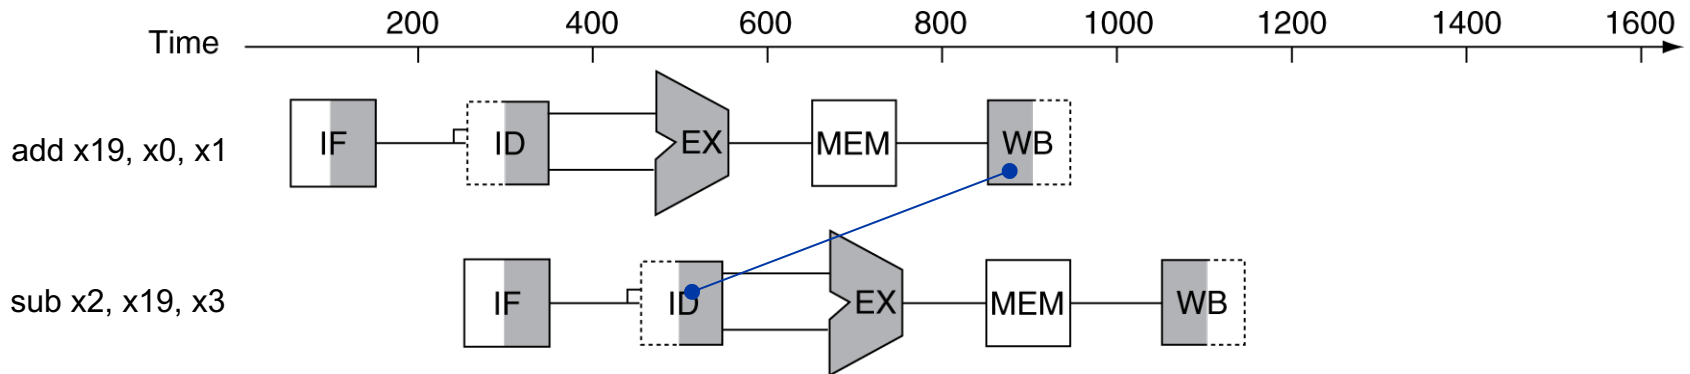 200 400 600 800 1000 1200 1400 1600
Time
add x19, x0, x1 IF ID EX MEM WB
sub x2, x19, x3 IF ID EX MEM WB